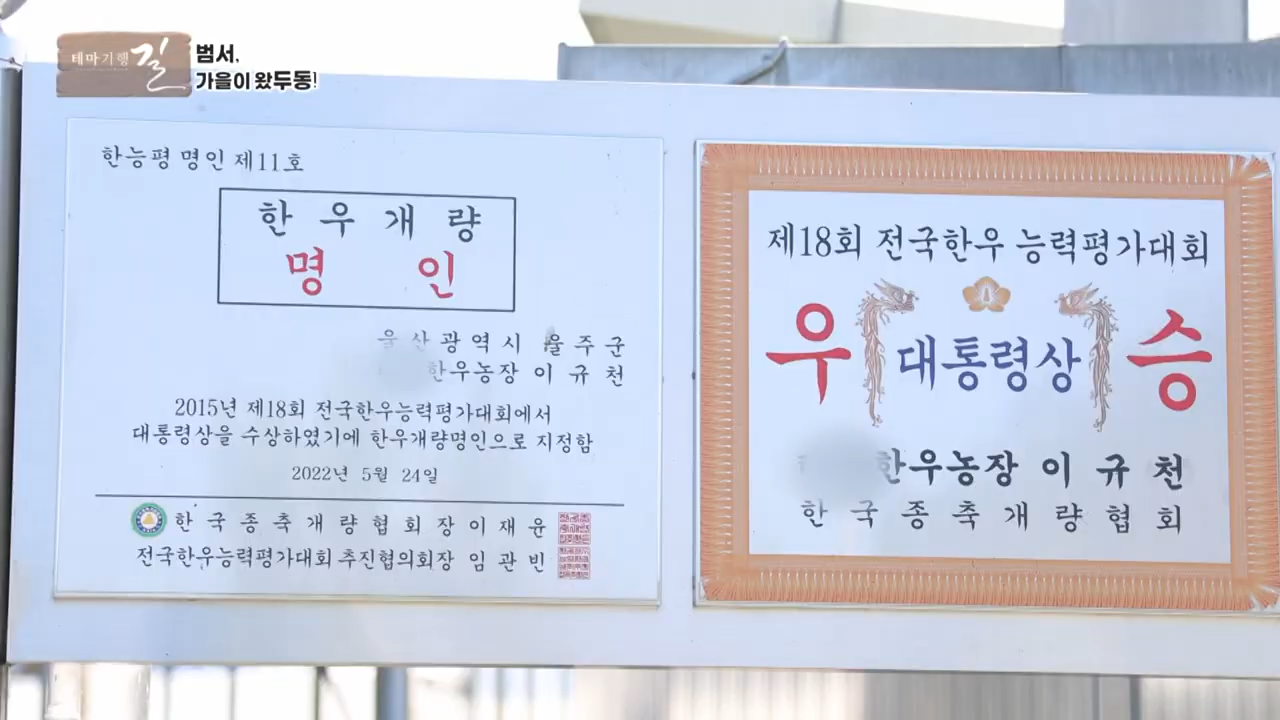 테마기행 길
범서,
가을이 왔두동!
한능평 명인 제11호
한우개량
명인
울산광역시 울주군
한우농장 이규천
2015년 제18회 전국한우능력평가대회에서
대통령상을 수상하였기에 한우개량명인으로 지정함
2022년 5월 24일
한국종축개량협회장이재윤
전국한우능력평가대회 추진협의회장 임관빈
제18회 전국한우 능력평가대회
우 대통령상 승
한우농장 이규천
한국종축개량협회